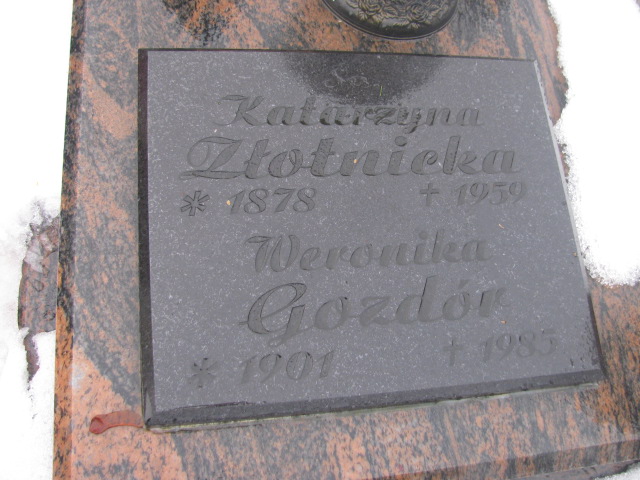 Ś.P.
Katarzyna
Złotnicka
* 1878 † 1959
Weronika
Gozdór
* 1901 † 1985